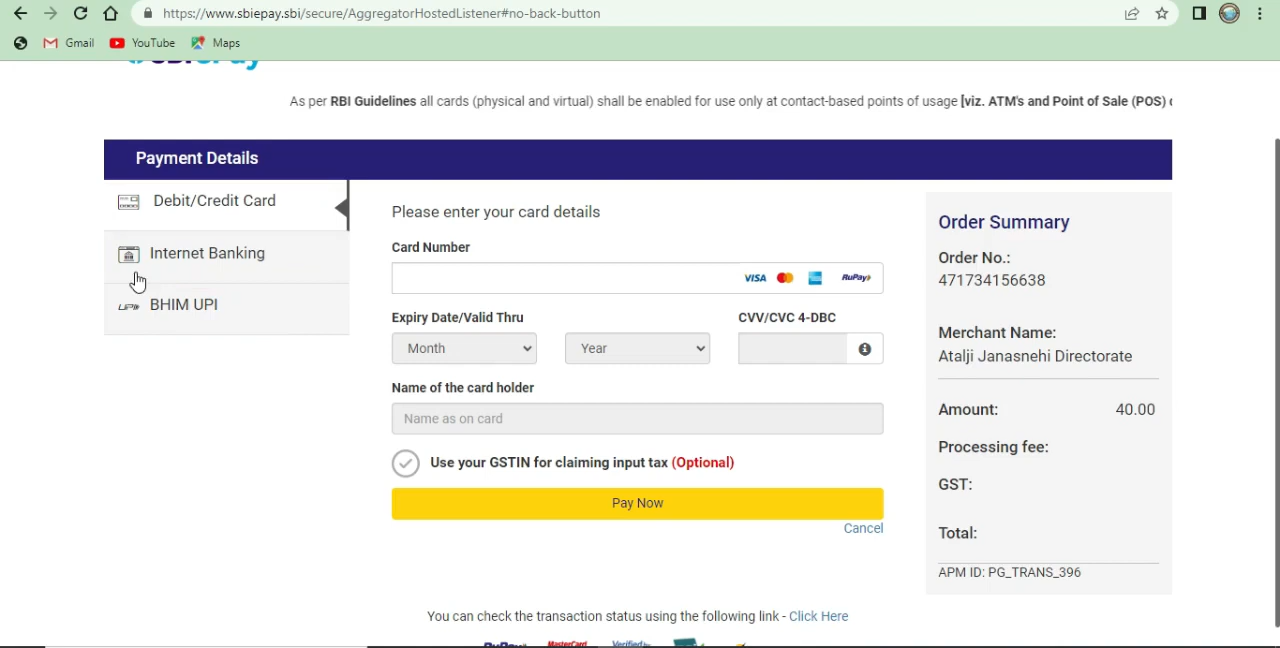 https://www.sbiepay.sbi/secure/AggregatorHostedListener#no-back-button
Gmail YouTube Maps
As per RBI Guidelines all cards (physical and virtual) shall be enabled for use only at contact-based points of usage [viz. ATM's and Point of Sale (POS)
Payment Details
Debit/Credit Card
Internet Banking
BHIM UPI
Please enter your card details
Card Number
VISA RuPay
Expiry Date/Valid Thru
CVV/CVC 4-DBC
Month
Year
Name of the card holder
Name as on card
Use your GSTIN for claiming input tax (Optional)
Pay Now
Cancel
Order Summary
Order No.:
471734156638
Merchant Name:
Atalji Janasnehi Directorate
Amount: 40.00
Processing fee:
GST:
Total:
APM ID: PG_TRANS_396
You can check the transaction status using the following link - Click Here
RuPay MasterCard Verified